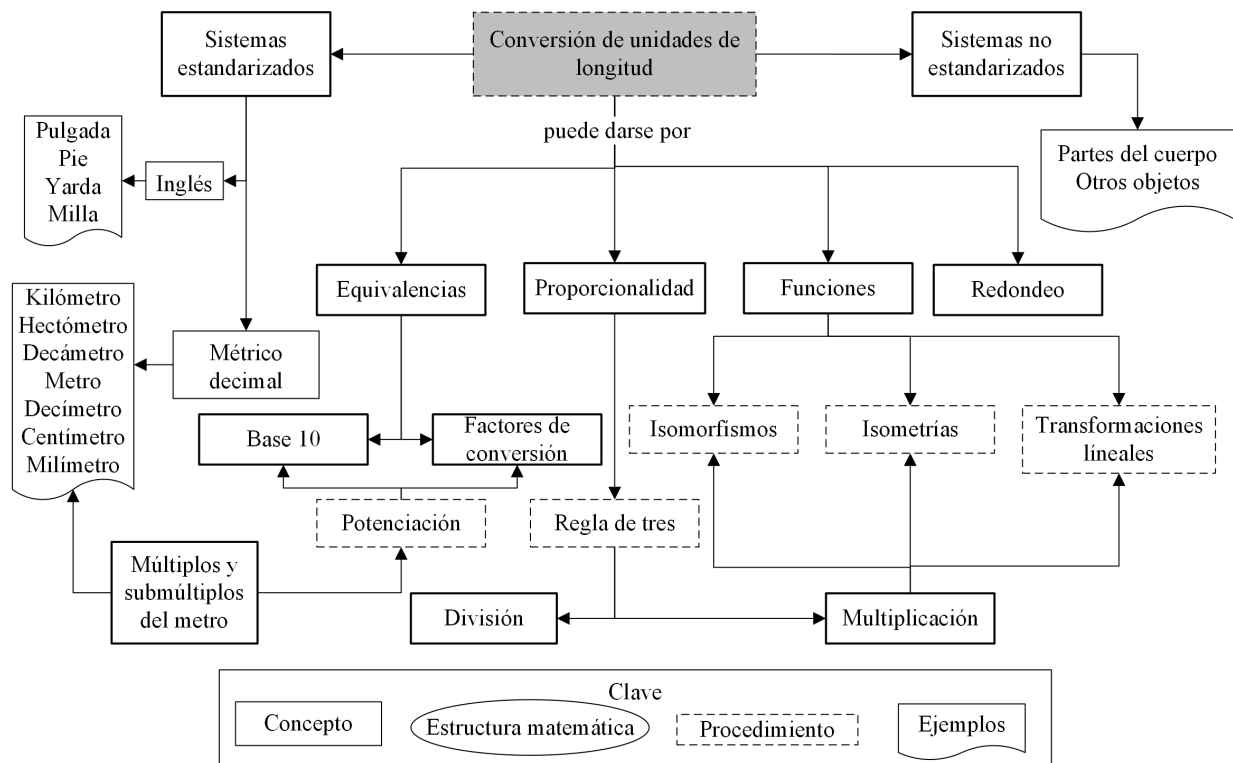 Sistemas
estandarizados
Conversión de unidades de
longitud
Sistemas no
estandarizados
puede darse por
Pulgada
Pie
Yarda
Milla
Inglés
Partes del cuerpo
Otros objetos
Equivalencias
Proporcionalidad
Funciones
Redondeo
Kilómetro
Hectómetro
Decámetro
Metro
Decímetro
Centímetro
Milímetro
Métrico
decimal
Base 10
Factores de
conversión
Isomorfísmos
Isometrías
Transformaciones
líneales
Potenciación
Regla de tres
Múltiplos y
submúltiplos
del metro
División
Multiplicación
Clave
Concepto
Estructura matemática
Procedimiento
Ejemplos